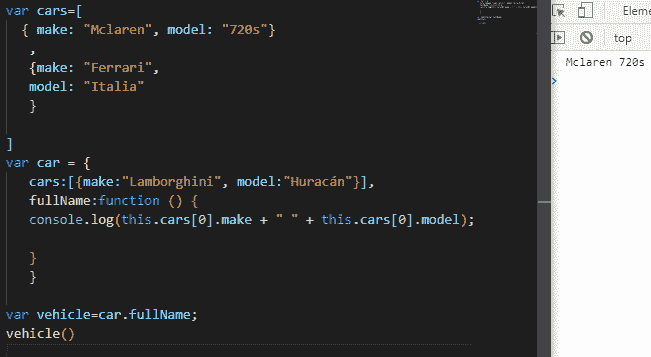 var cars=[
{ make: "Mclaren", model: "720s"}
,
{make: "Ferrari",
model: "Italia"
}
]
var car = {
cars:[{make:"Lamborghini", model:"Huracán"}],
fullName:function () {
console.log(this.cars[0].make + " " + this.cars[0].model);
}
}
var vehicle=car.fullName;
vehicle()
Eleme
top
Mclaren 720s